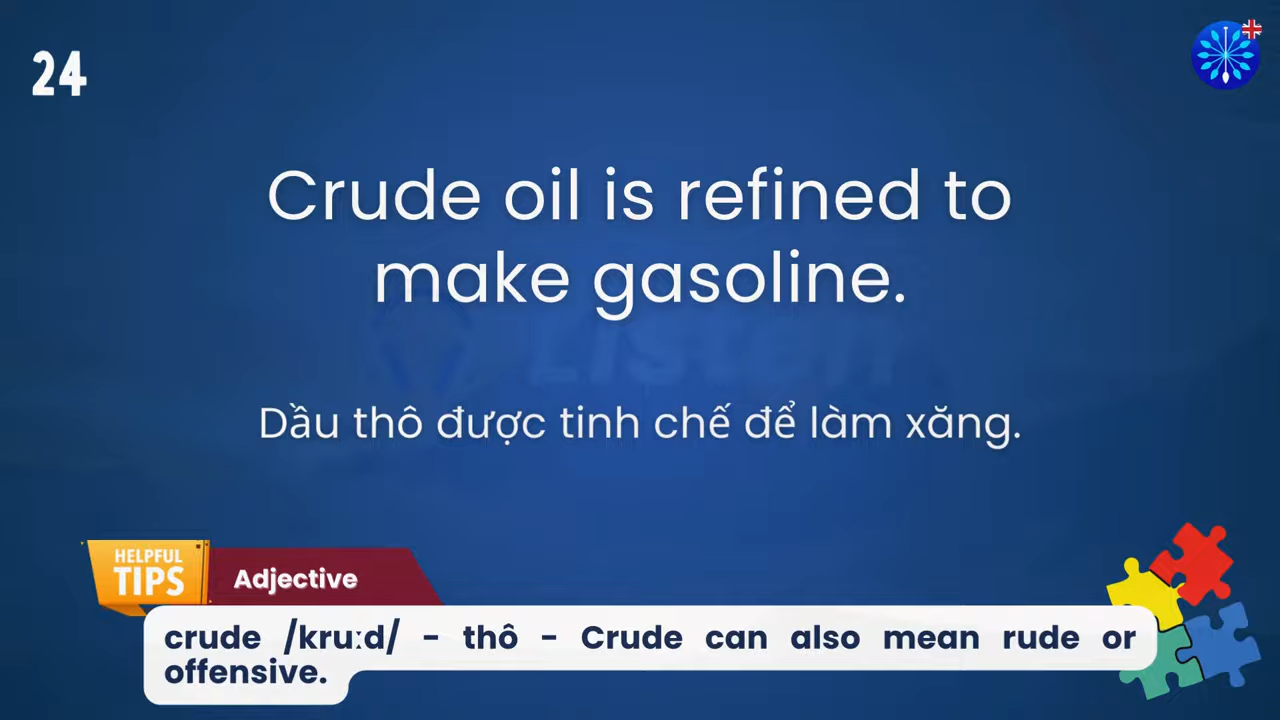 24
Crude oil is refined to
make gasoline.
Listen
Dầu thô được tinh chế để làm xăng.
HELPFUL
TIPS
Adjective
crude /kruːd/ - thô - Crude can also mean rude or
offensive.